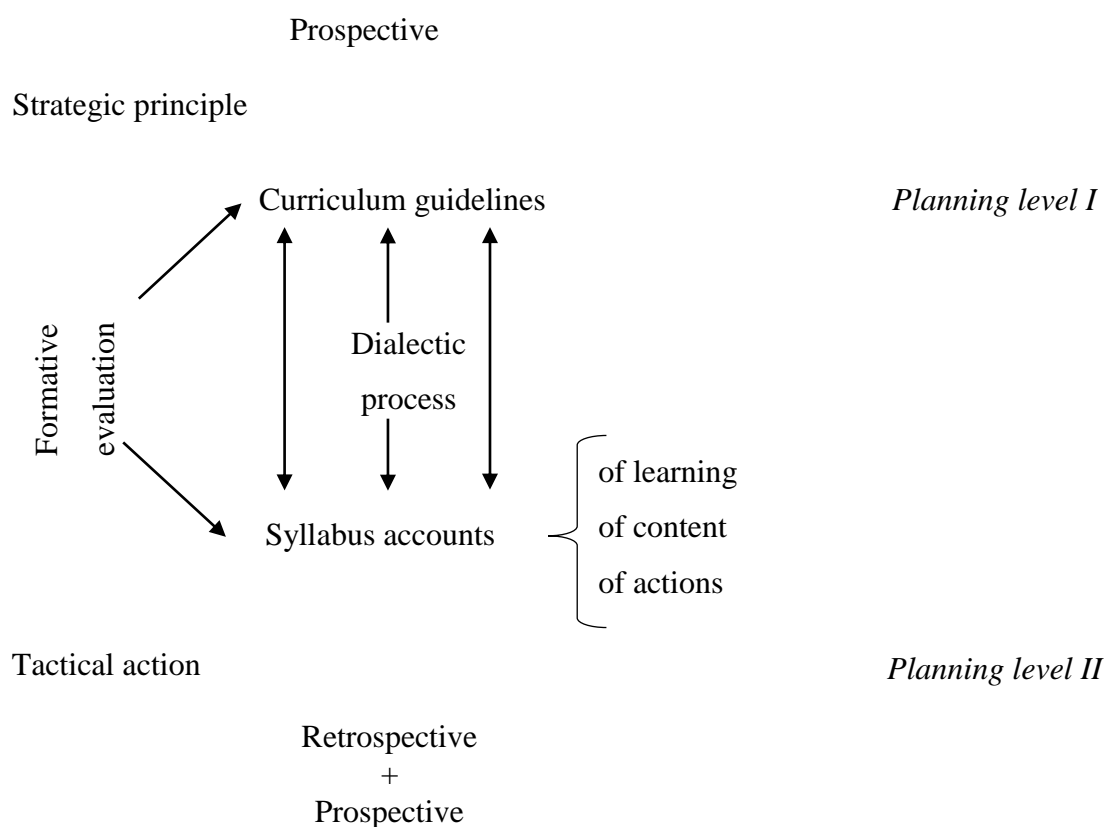 Prospective
Strategic principle
Curriculum guidelines
Planning level I
Formative
evaluation
Dialectic
process
Syllabus accounts
of learning
of content
of actions
Tactical action
Planning level II
Retrospective
+
Prospective